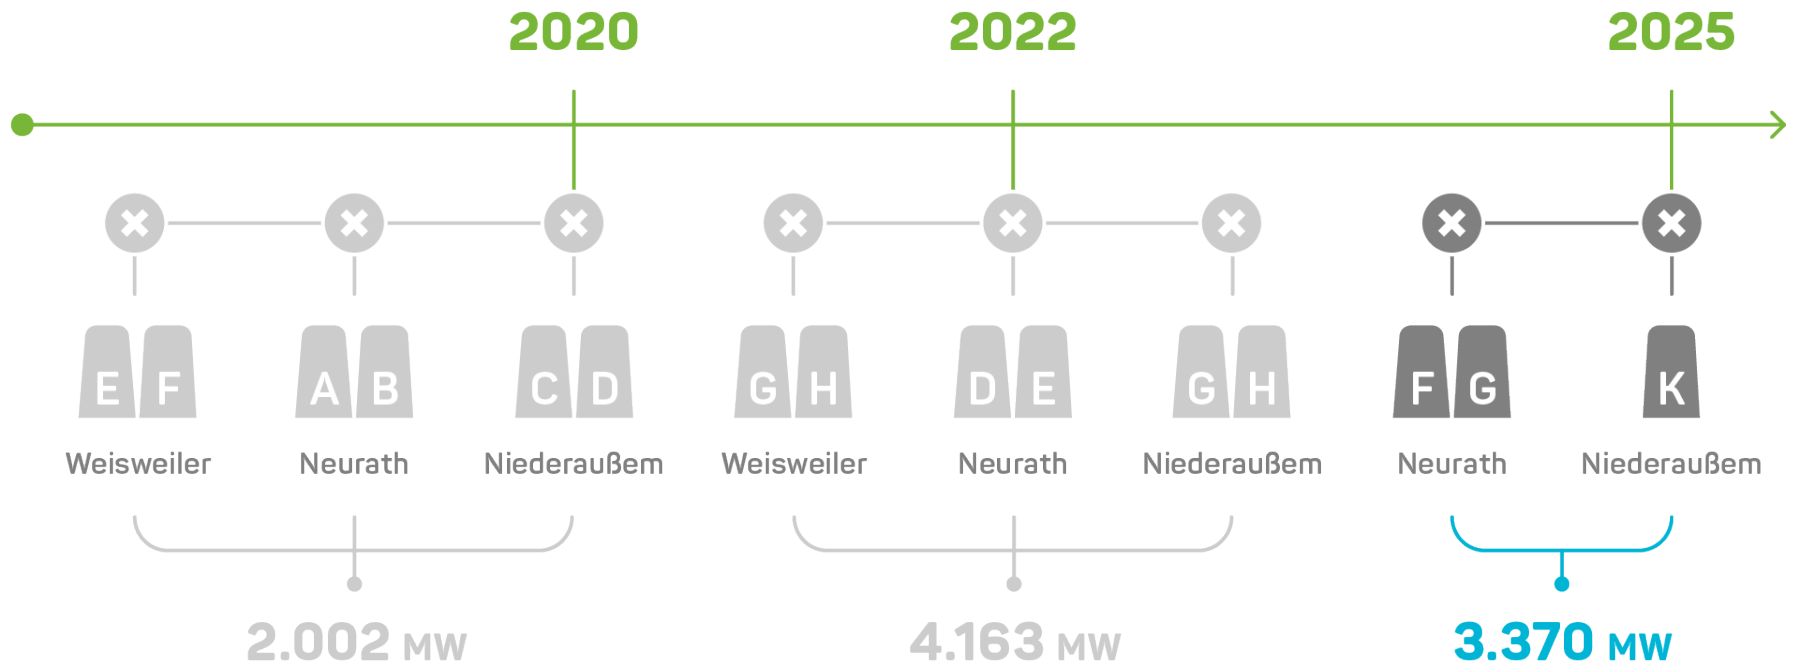 2020 2022 2025
E F A B C D G H D E G H F G K
Weisweiler Neurath Niederaußem Weisweiler Neurath Niederaußem Neurath Niederaußem
2.002 MW 4.163 MW 3.370 MW